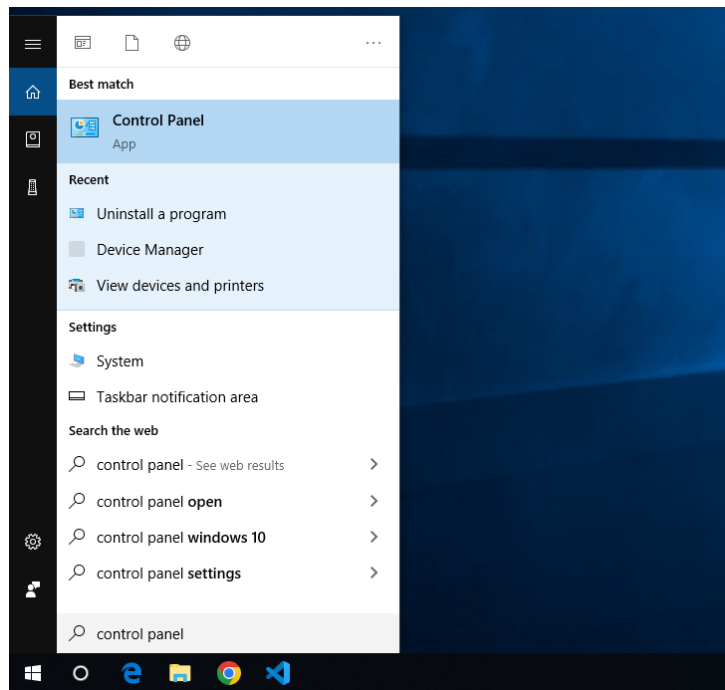 ...
Best match
Control Panel
App
Recent
Uninstall a program
Device Manager
View devices and printers
Settings
System
Taskbar notification area
Search the web
control panel - See web results
control panel open
control panel windows 10
control panel settings
control panel